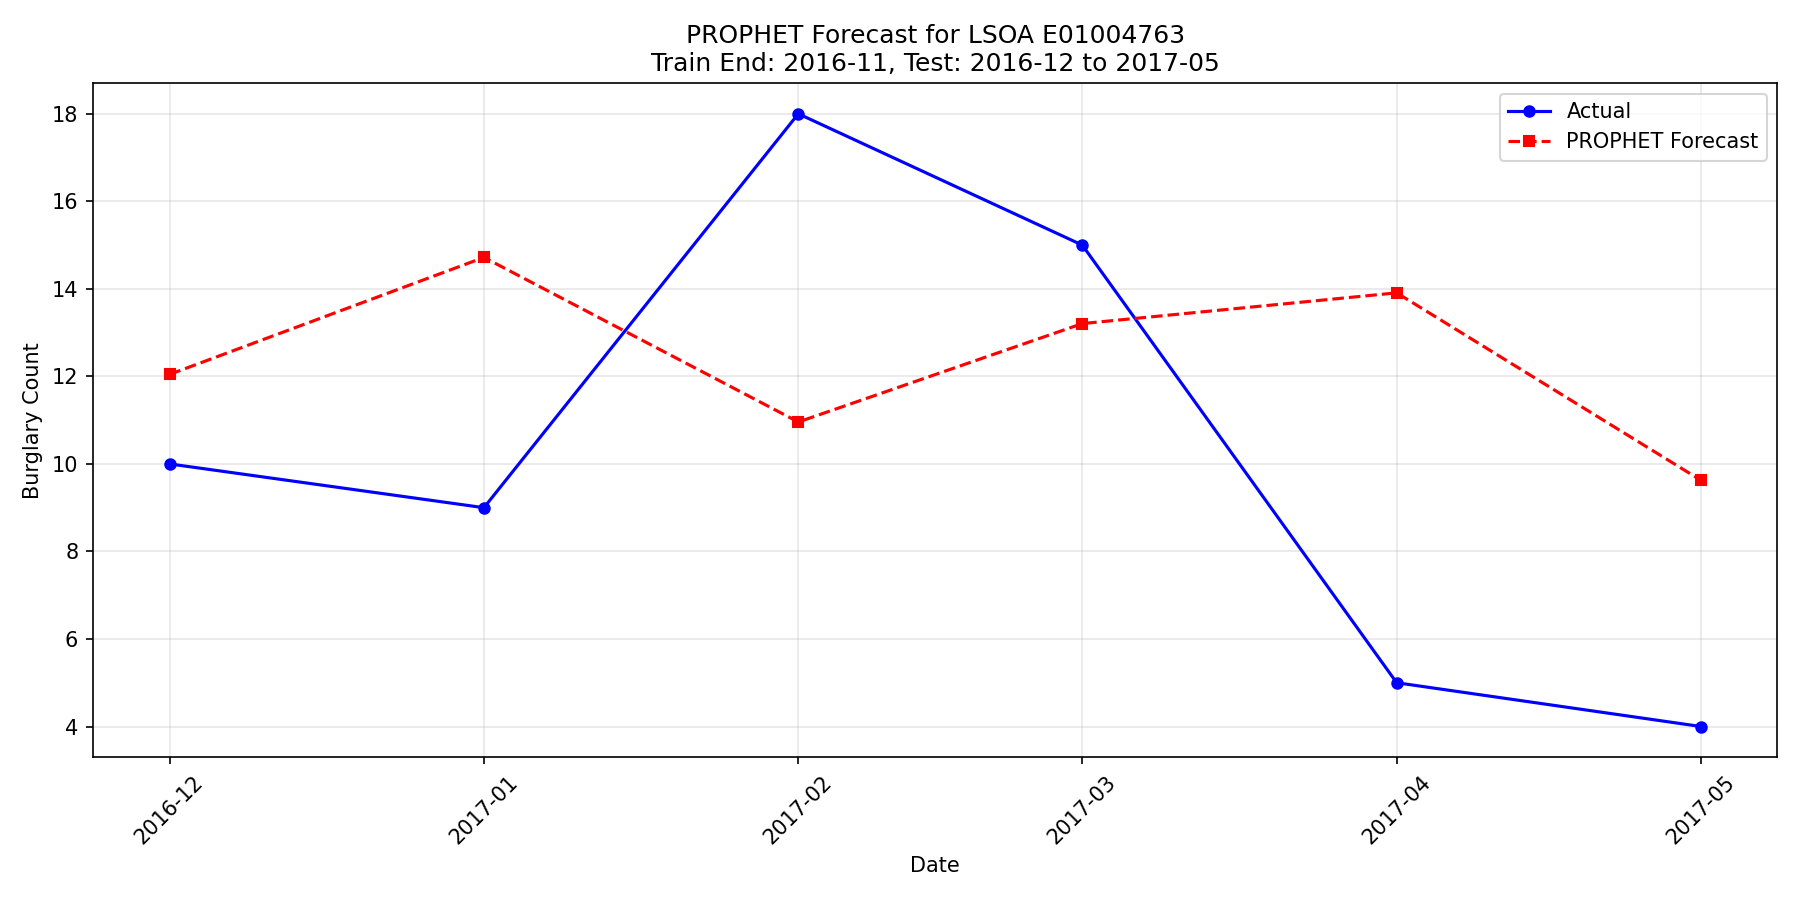 PROPHET Forecast for LSOA E01004763
Train End: 2016-11, Test: 2016-12 to 2017-05
Actual
PROPHET Forecast
Burglary Count
18
16
14
12
10
8
6
4
2016-12
2017-01
2017-02
2017-03
2017-04
2017-05
Date